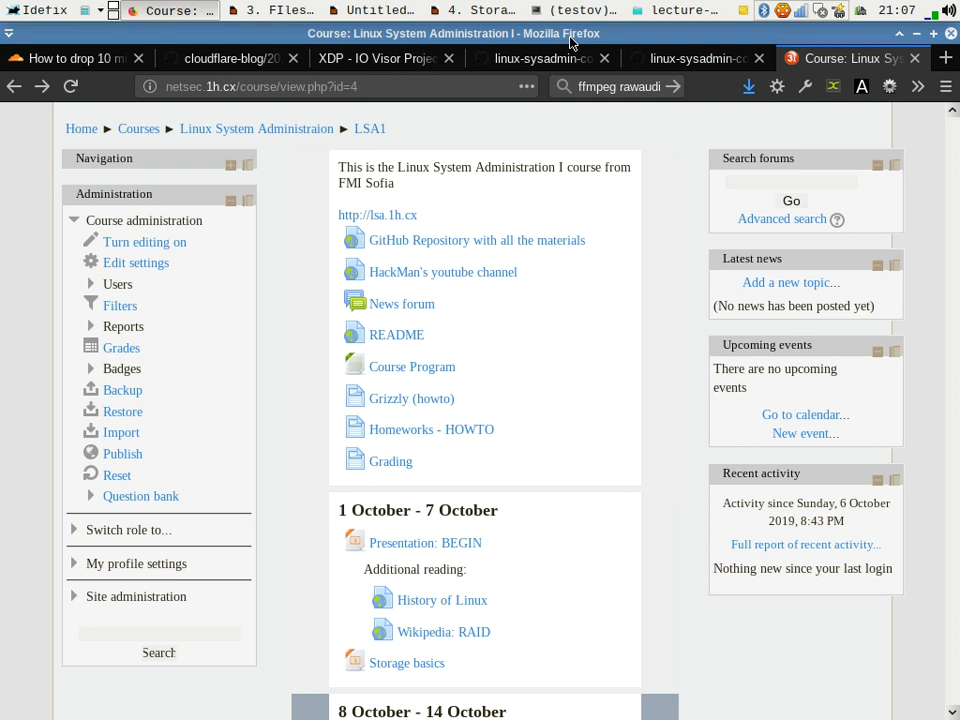 Idefix
Course: ...
3. FIles...
Untitled...
4. Stora...
(testov)...
lecture-...
21:07
Course: Linux System Administration I - Mozilla Firefox
How to drop 10 mi
cloudflare-blog/20
XDP - IO Visor Projec
linux-sysadmin-co
linux-sysadmin-co
Course: Linux Sys
netsec.1h.cx/course/view.php?id=4
ffmpeg rawaudi
Home ► Courses ► Linux System Administraion ► LSA1
Navigation
Administration
Course administration
Turn editing on
Edit settings
Users
Filters
Reports
Grades
Badges
Backup
Restore
Import
Publish
Reset
Question bank
Switch role to...
My profile settings
Site administration
Search
This is the Linux System Administration I course from
FMI Sofia
http://lsa.1h.cx
GitHub Repository with all the materials
HackMan's youtube channel
News forum
README
Course Program
Grizzly (howto)
Homeworks - HOWTO
Grading
1 October - 7 October
Presentation: BEGIN
Additional reading:
History of Linux
Wikipedia: RAID
Storage basics
8 October - 14 October
Search forums
Go
Advanced search
Latest news
Add a new topic...
(No news has been posted yet)
Upcoming events
There are no upcoming
events
Go to calendar...
New event...
Recent activity
Activity since Sunday, 6 October
2019, 8:43 PM
Full report of recent activity...
Nothing new since your last login